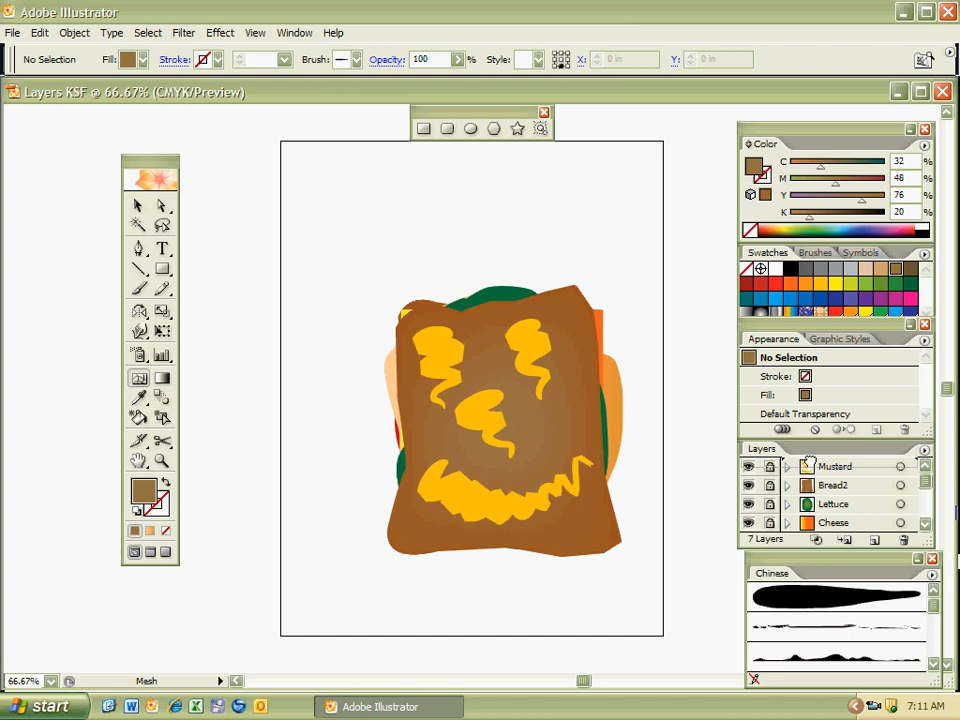 Adobe Illustrator
File Edit Object Type Select Filter Effect View Window Help
No Selection Fill: Stroke: Brush: Opacity: 100 % Style: X: 0 in Y: 0 in
Layers KSF @ 66.67% (CMYK/Preview)
Color
C 32 %
M 48 %
Y 76 %
K 20 %
Swatches Brushes Symbols
Appearance Graphic Styles
No Selection
Stroke:
Fill:
Default Transparency
Layers
Mustard
Bread2
Lettuce
Cheese
7 Layers
Chinese
66.67% Mesh
start Adobe Illustrator 7:11 AM